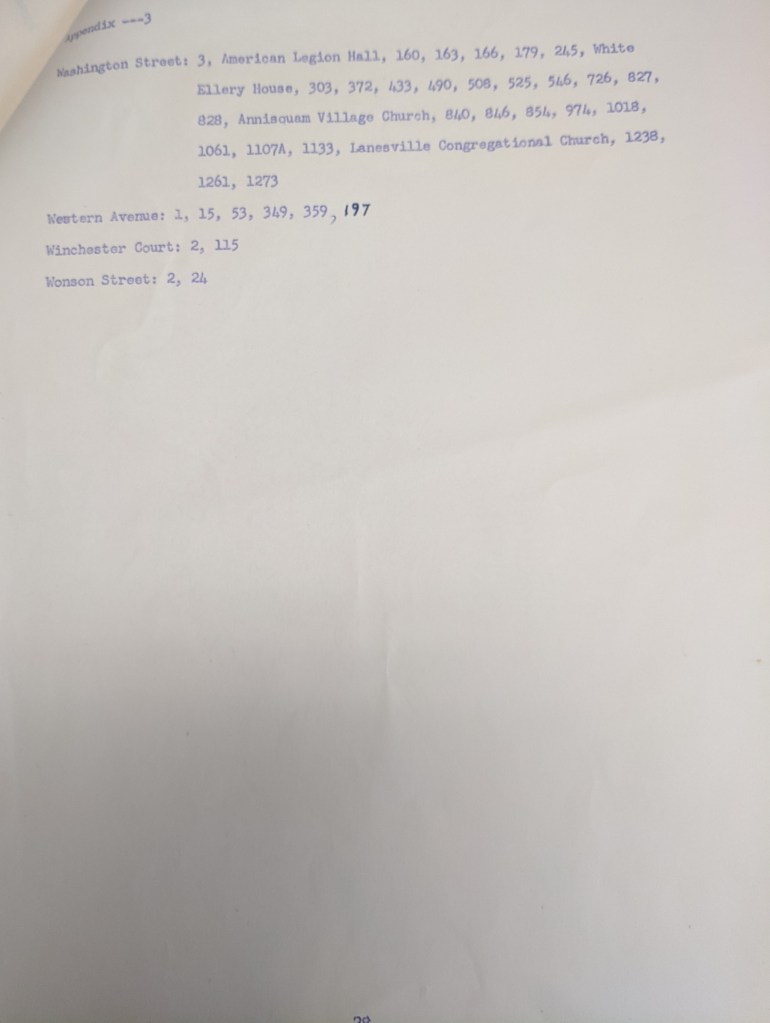 Appendix ---3
Washington Street: 3, American Legion Hall, 160, 163, 166, 179, 245, White
Ellery House, 303, 372, 433, 490, 508, 525, 546, 726, 827,
828, Annisquam Village Church, 840, 846, 854, 974, 1018,
1061, 1107A, 1133, Lanesville Congregational Church, 1238,
1261, 1273
Western Avenue: 1, 15, 53, 349, 359, 197
Winchester Court: 2, 115
Wonson Street: 2, 24